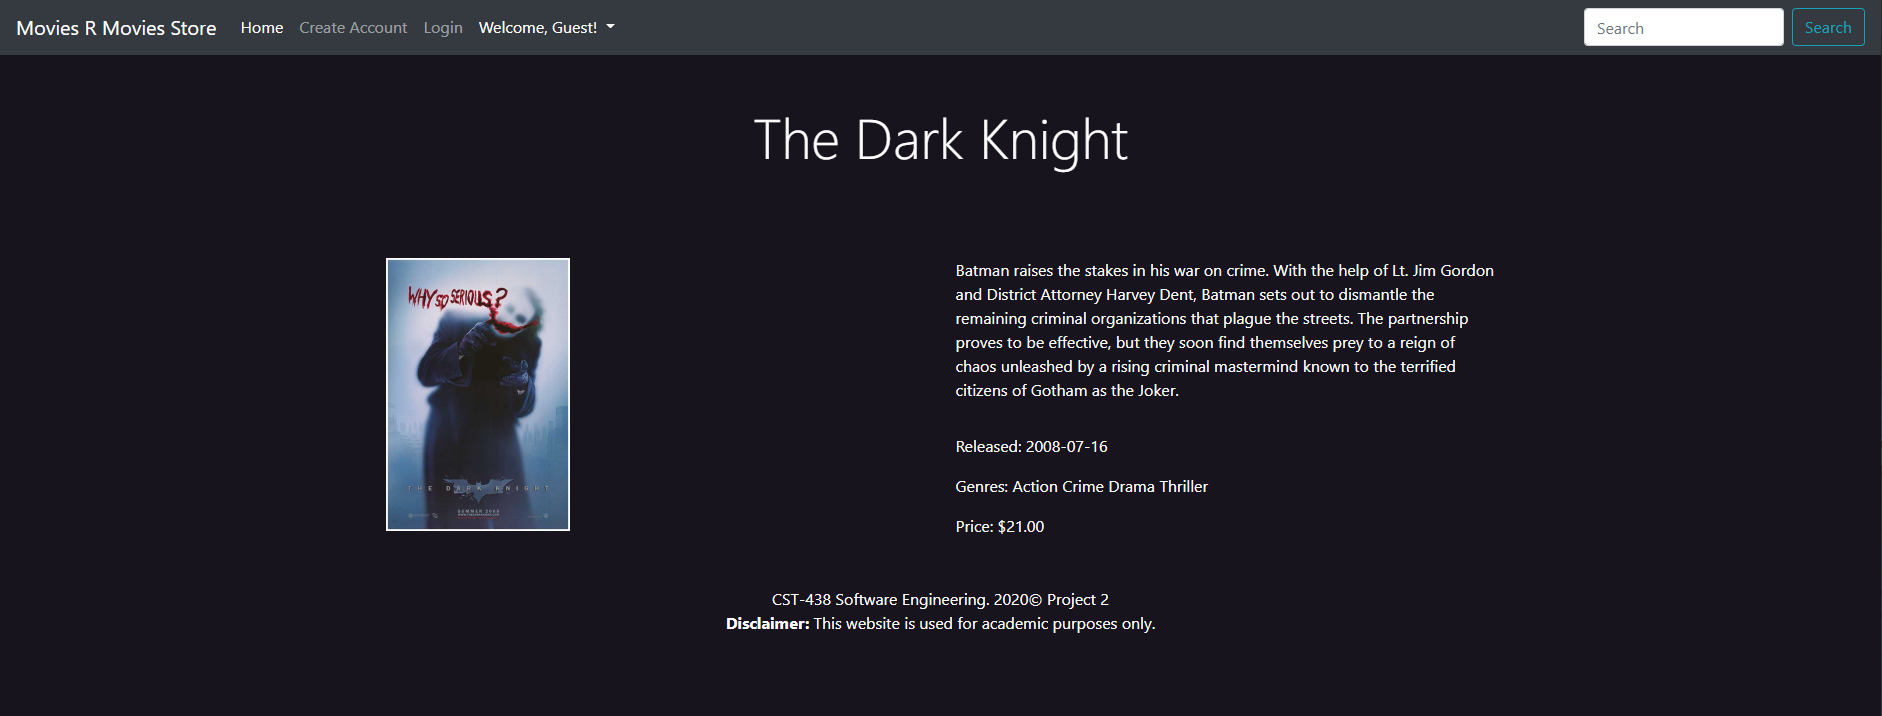 Movies R Movies Store Home Create Account Login Welcome, Guest! Search Search
The Dark Knight
WHY SO SERIOUS?
THE DARK KNIGHT
Batman raises the stakes in his war on crime. With the help of Lt. Jim Gordon
and District Attorney Harvey Dent, Batman sets out to dismantle the
remaining criminal organizations that plague the streets. The partnership
proves to be effective, but they soon find themselves prey to a reign of
chaos unleashed by a rising criminal mastermind known to the terrified
citizens of Gotham as the Joker.
Released: 2008-07-16
Genres: Action Crime Drama Thriller
Price: $21.00
CST-438 Software Engineering. 2020© Project 2
Disclaimer: This website is used for academic purposes only.